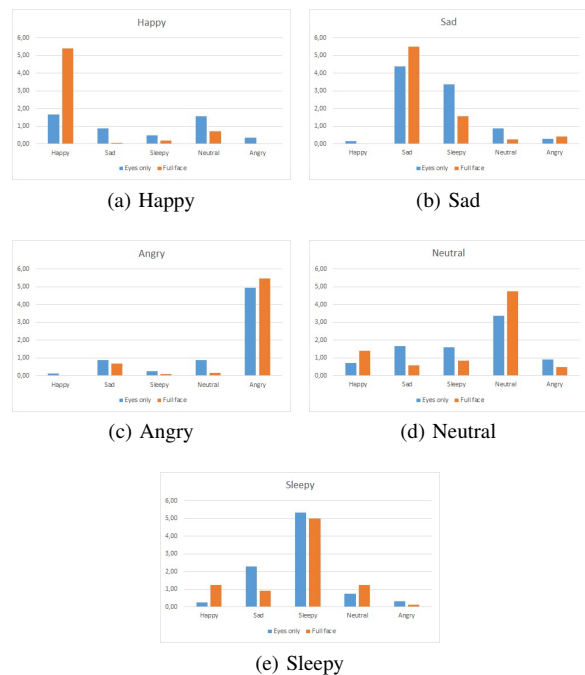 Happy
6,00
5,00
4,00
3,00
2,00
1,00
0,00
Happy Sad Sleepy Neutral Angry
Eyes only Full face
(a) Happy
Sad
6,00
5,00
4,00
3,00
2,00
1,00
0,00
Happy Sad Sleepy Neutral Angry
Eyes only Full face
(b) Sad
Angry
6,00
5,00
4,00
3,00
2,00
1,00
0,00
Happy Sad Sleepy Neutral Angry
Eyes only Full face
(c) Angry
Neutral
6,00
5,00
4,00
3,00
2,00
1,00
0,00
Happy Sad Sleepy Neutral Angry
Eyes only Full face
(d) Neutral
Sleepy
6,00
5,00
4,00
3,00
2,00
1,00
0,00
Happy Sad Sleepy Neutral Angry
Eyes only Full face
(e) Sleepy